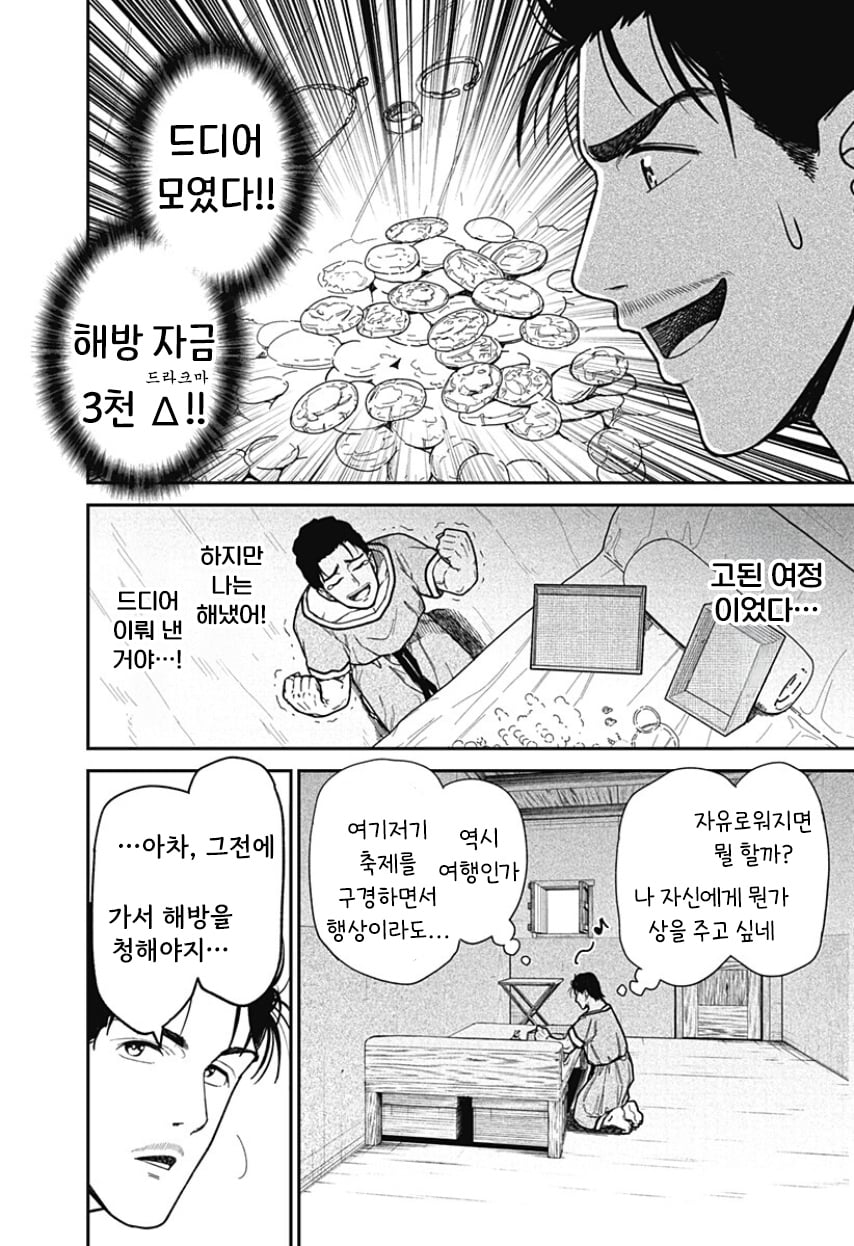 드디어
모였다!!
해방 자금
드라크마
3천 Δ!!
고된 여정
이었다…
하지만
나는
해냈어!
드디어
이뤄 낸
거야…!
자유로워지면
뭘 할까?
나 자신에게 뭔가
상을 주고 싶네
역시
여행인가
여기저기
축제를
구경하면서
행상이라도...
…아차, 그전에
가서 해방을
청해야지…